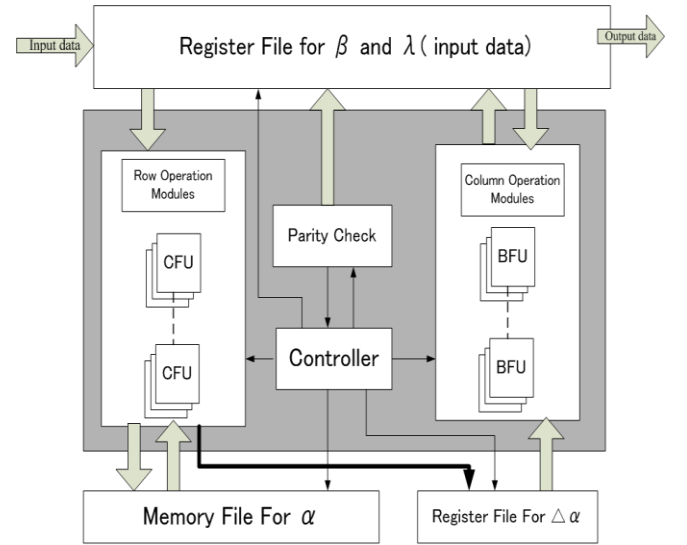 Input data
Register File for β and λ( input data)
Output data
Row Operation
Modules
Column Operation
Modules
Parity Check
CFU
BFU
Controller
CFU
BFU
Memory File For α
Register File For △α